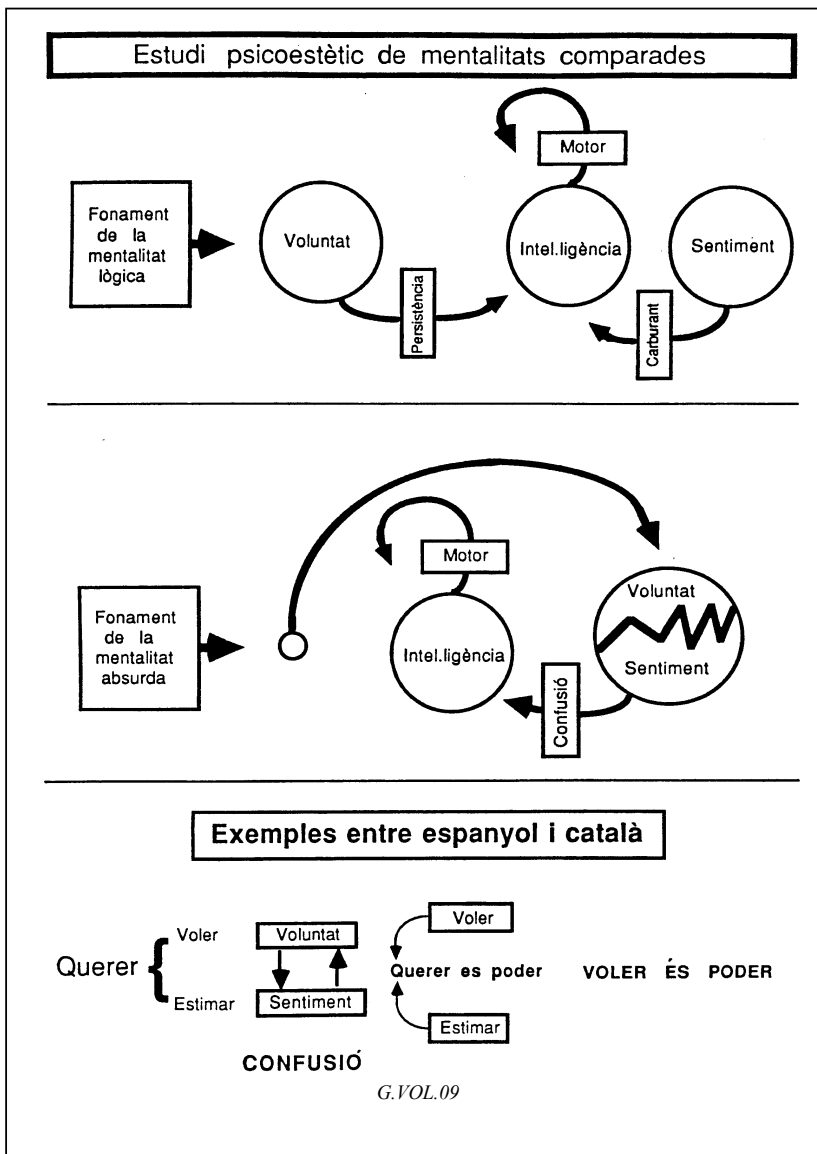 Estudi psicoestètic de mentalitats comparades
Motor
Fonament
de la
mentalitat
lògica
Voluntat
Intel.ligència
Sentiment
Persistència
Carburant
Motor
Fonament
de la
mentalitat
absurda
Intel.ligència
Voluntat
Sentiment
Confusió
Exemples entre espanyol i català
Querer
Voler
Estimar
Voluntat
Sentiment
CONFUSIÓ
Voler
Querer es poder
Estimar
VOLER ÉS PODER
G.VOL.09